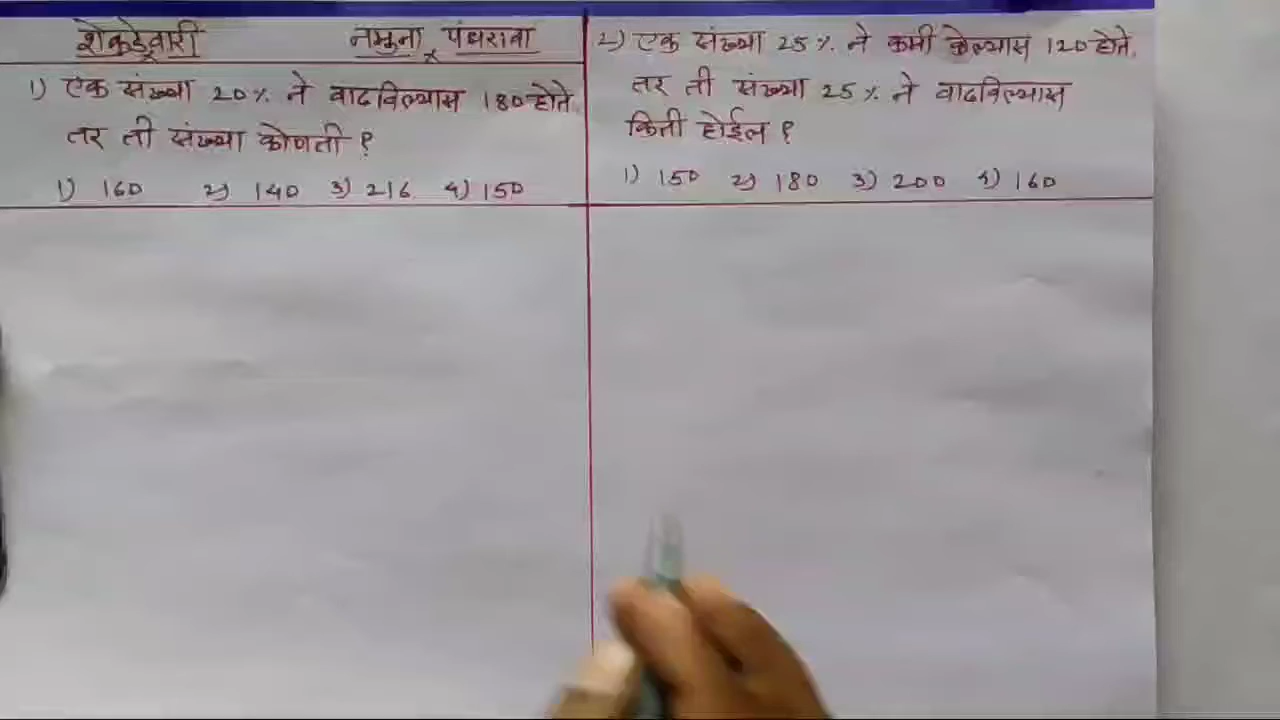 शेकडेवारी नमुना पंधरावा
1) एक संख्या 20% ने वाढविल्यास 180 होते.
तर ती संख्या कोणती ?
1) 160 2) 140 3) 216 4) 150
2) एक संख्या 25% ने कमी केल्यास 120 होते.
तर ती संख्या 25% ने वाढविल्यास
किती होईल ?
1) 150 2) 180 3) 200 4) 160